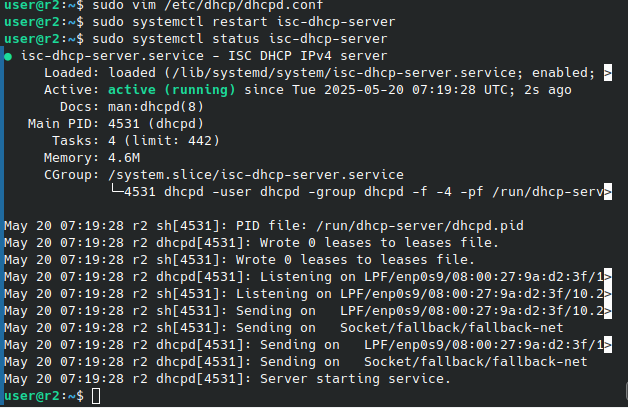 user@r2:~$ sudo vim /etc/dhcp/dhcpd.conf
user@r2:~$ sudo systemctl restart isc-dhcp-server
user@r2:~$ sudo systemctl status isc-dhcp-server
● isc-dhcp-server.service - ISC DHCP IPv4 server
     Loaded: loaded (/lib/systemd/system/isc-dhcp-server.service; enabled; >
     Active: active (running) since Tue 2025-05-20 07:19:28 UTC; 2s ago
       Docs: man:dhcpd(8)
   Main PID: 4531 (dhcpd)
      Tasks: 4 (limit: 442)
     Memory: 4.6M
     CGroup: /system.slice/isc-dhcp-server.service
             └─4531 dhcpd -user dhcpd -group dhcpd -f -4 -pf /run/dhcp-serv>
May 20 07:19:28 r2 sh[4531]: PID file: /run/dhcp-server/dhcpd.pid
May 20 07:19:28 r2 dhcpd[4531]: Wrote 0 leases to leases file.
May 20 07:19:28 r2 sh[4531]: Wrote 0 leases to leases file.
May 20 07:19:28 r2 dhcpd[4531]: Listening on LPF/enp0s9/08:00:27:9a:d2:3f/1>
May 20 07:19:28 r2 sh[4531]: Listening on LPF/enp0s9/08:00:27:9a:d2:3f/10.2>
May 20 07:19:28 r2 sh[4531]: Sending on   LPF/enp0s9/08:00:27:9a:d2:3f/10.2>
May 20 07:19:28 r2 sh[4531]: Sending on   Socket/fallback/fallback-net
May 20 07:19:28 r2 dhcpd[4531]: Sending on   LPF/enp0s9/08:00:27:9a:d2:3f/1>
May 20 07:19:28 r2 dhcpd[4531]: Sending on   Socket/fallback/fallback-net
May 20 07:19:28 r2 dhcpd[4531]: Server starting service.
user@r2:~$